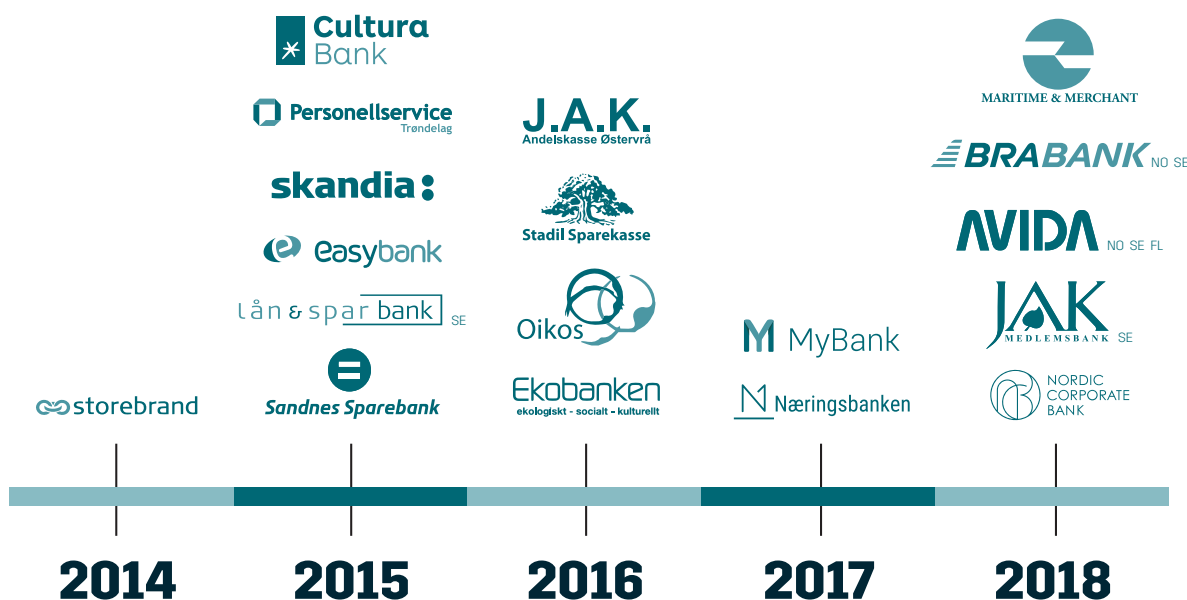 storebrand
2014
Cultura
Bank
Personellservice
Trøndelag
skandia:
easybank
Lån & spar bank SE
Sandnes Sparebank
2015
J.A.K.
Andelskasse Østervrå
Stadil Sparekasse
Oikos
Ekobanken
ekologiskt - socialt - kulturellt
2016
MyBank
Næringsbanken
2017
MARITIME & MERCHANT
BRABANK NO SE
AVIDA NO SE FL
JAK
MEDLEMSBANK SE
NORDIC
CORPORATE
BANK
2018